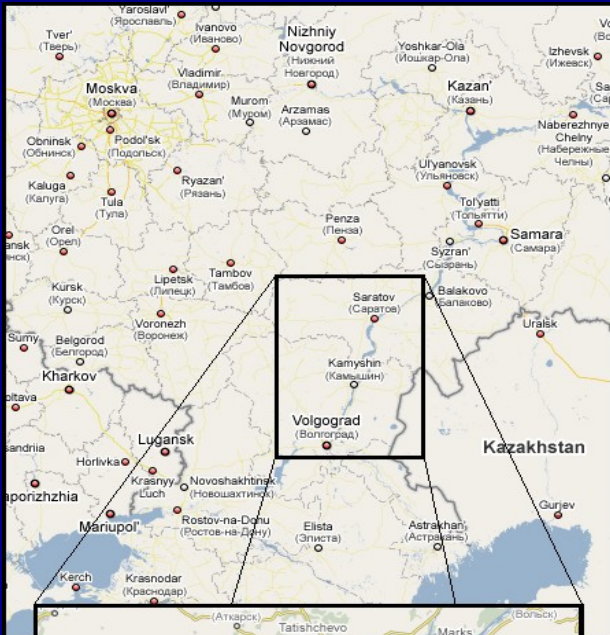 Yaroslavl'
(Ярославль)
Tver'
(Тверь)
Ivanovo
(Иваново)
Nizhniy
Novgorod
(Нижний
Новгород)
Yoshkar-Ola
(Йошкар-Ола)
Izhevsk
(Ижевск)
Vladimir
(Владимир)
Moskva
(Москва)
Murom
(Муром)
Arzamas
(Арзамас)
Kazan'
(Казань)
Naberezhnye
Chelny
(Набережные
Челны)
Obninsk
(Обнинск)
Podol'sk
(Подольск)
Kaluga
(Калуга)
Ryazan'
(Рязань)
Tula
(Тула)
Ul'yanovsk
(Ульяновск)
Tol'yatti
(Тольятти)
Penza
(Пенза)
Orel
(Орел)
Samara
(Самара)
Syzran'
(Сызрань)
Tambov
(Тамбов)
Lipetsk
(Липецк)
Kursk
(Курск)
Saratov
(Саратов)
Balakovo
(Балаково)
Voronezh
(Воронеж)
Uralsk
Sumy
Belgorod
(Белгород)
Kamyshin
(Камышин)
Kharkov
Volgograd
(Волгоград)
Lugansk
Kazakhstan
Horlivka
Krasnyy
Luch
Novoshakhtinsk
(Новошахтинск)
Mariupol'
Rostov-na-Donu
(Ростов-на-Дону)
Elista
(Элиста)
Astrakhan'
(Астрахань)
Gurjev
Kerch
Krasnodar
(Краснодар)
(Аткарск)
Tatishchevo
Marks
(Вольск)